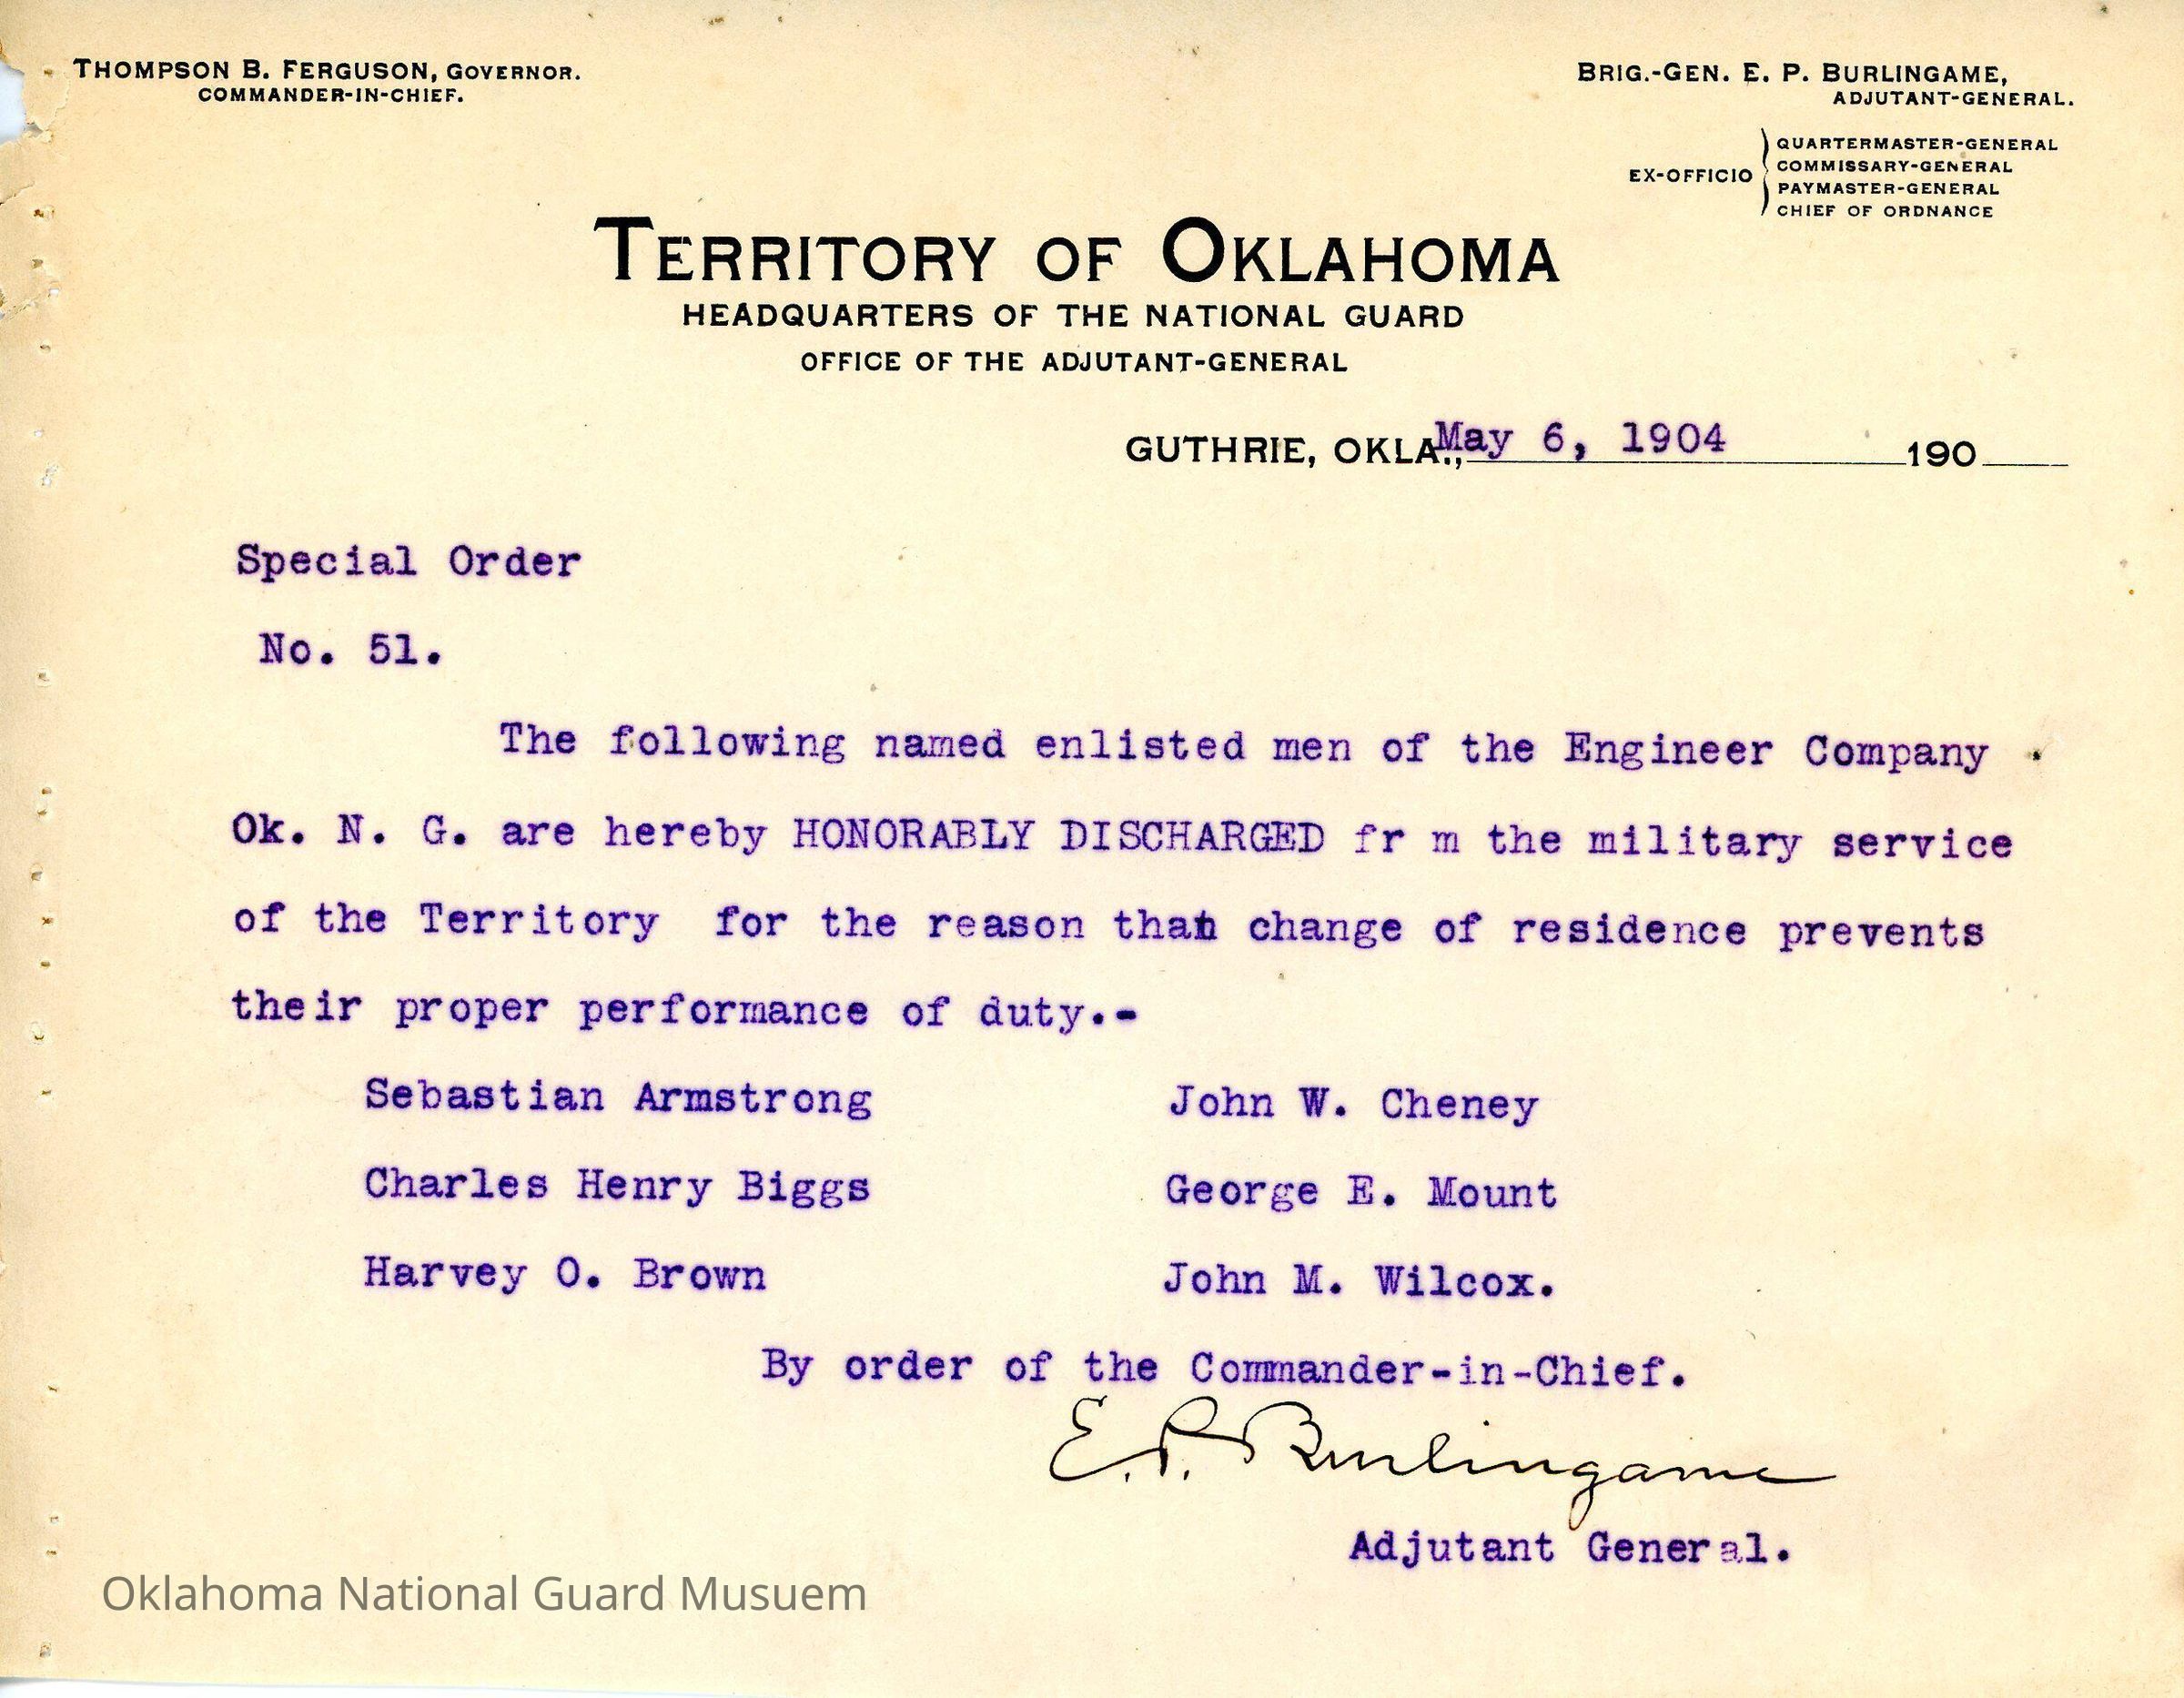 THOMPSON B. FERGUSON, GOVERNOR.
COMMANDER-IN-CHIEF.
BRIG.-GEN. E. P. BURLINGAME,
ADJUTANT-GENERAL.
EX-OFFICIO
QUARTERMASTER-GENERAL
COMMISSARY-GENERAL
PAYMASTER-GENERAL
CHIEF OF ORDNANCE
TERRITORY OF OKLAHOMA
HEADQUARTERS OF THE NATIONAL GUARD
OFFICE OF THE ADJUTANT-GENERAL
GUTHRIE, OKLA., May 6, 1904 190
Special Order
No. 51.
The following named enlisted men of the Engineer Company
Ok. N. G. are hereby HONORABLY DISCHARGED fr m the military service
of the Territory for the reason that change of residence prevents
their proper performance of duty.-
Sebastian Armstrong John W. Cheney
Charles Henry Biggs George E. Mount
Harvey O. Brown John M. Wilcox.
By order of the Commander-in-Chief.
E. P. Burlingame
Adjutant General.
Oklahoma National Guard Musuem